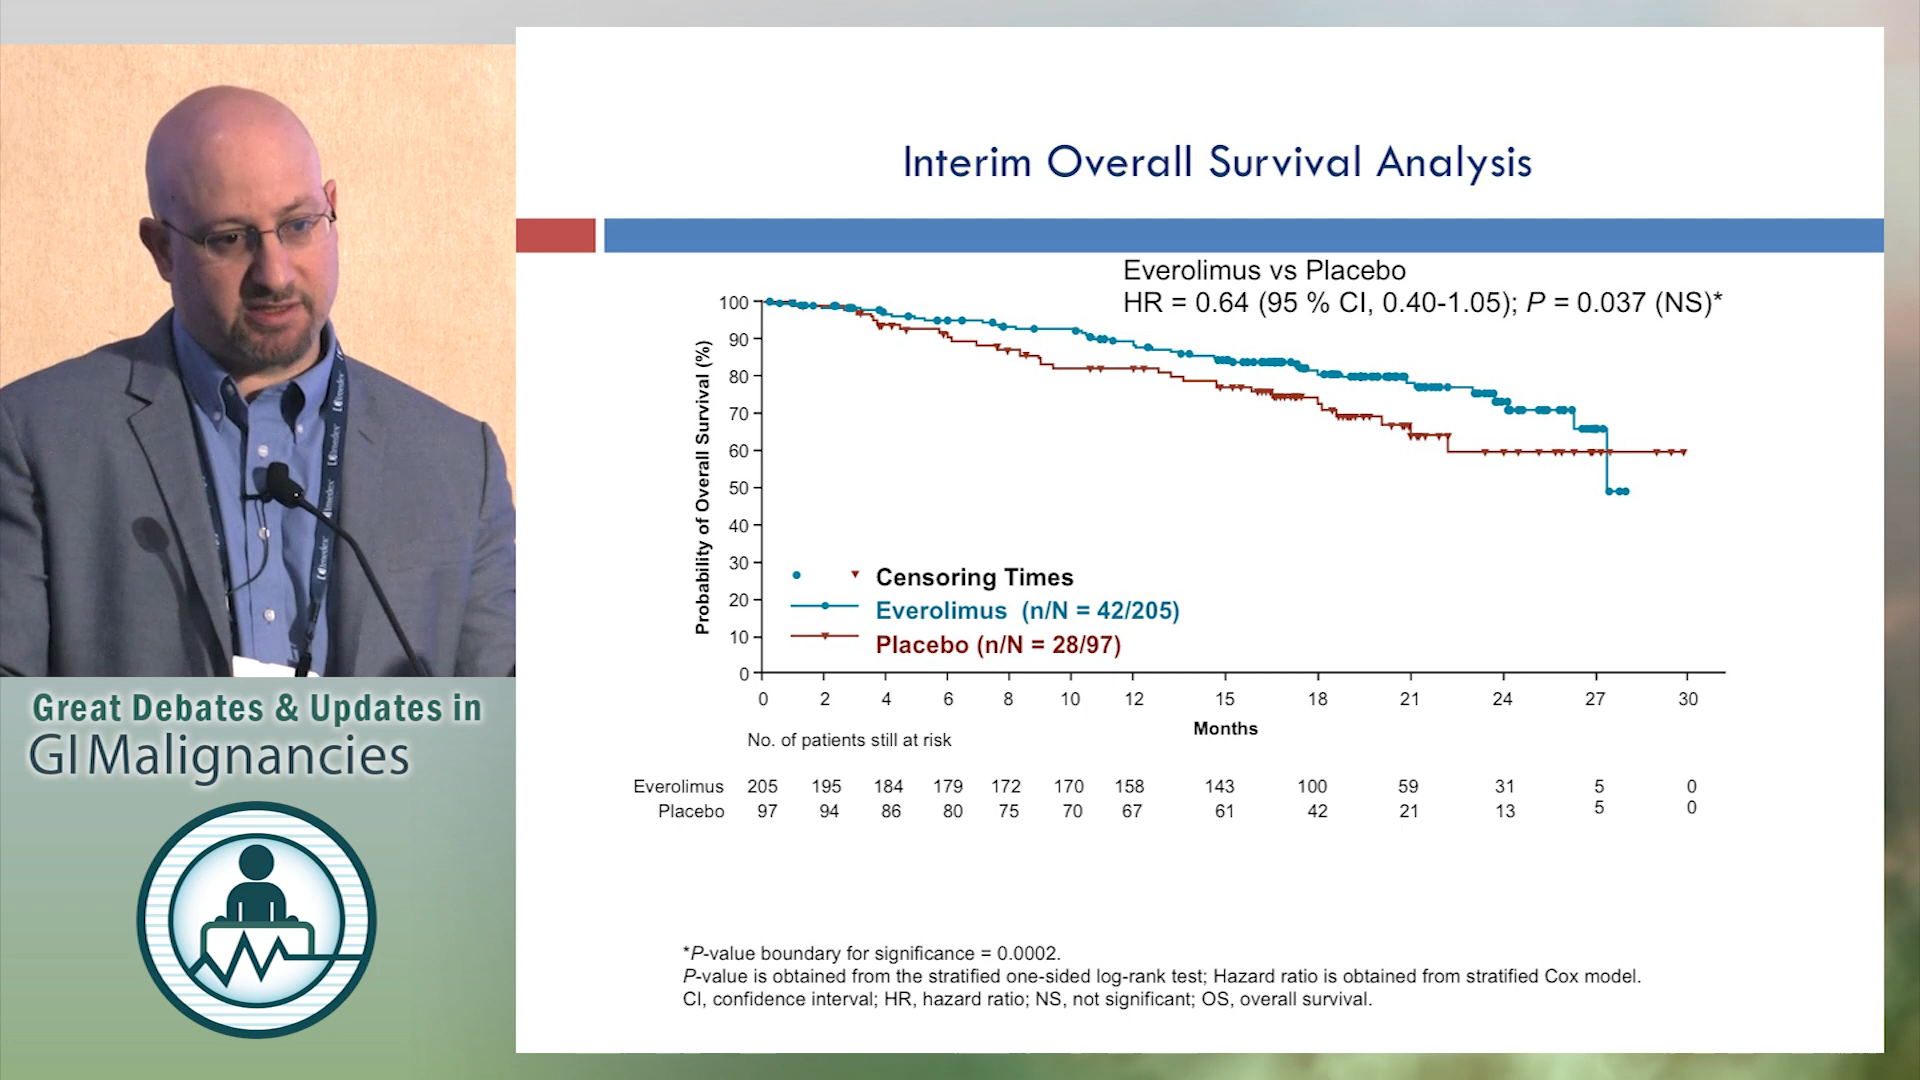 Interim Overall Survival Analysis
Everolimus vs Placebo
HR = 0.64 (95 % CI, 0.40-1.05); P = 0.037 (NS)*
Probability of Overall Survival (%)
100
90
80
70
60
50
40
30
20
10
0
Censoring Times
Everolimus (n/N = 42/205)
Placebo (n/N = 28/97)
0 2 4 6 8 10 12 15 18 21 24 27 30
Months
No. of patients still at risk
Everolimus 205 195 184 179 172 170 158 143 100 59 31 5 0
Placebo 97 94 86 80 75 70 67 61 42 21 13 5 0
*P-value boundary for significance = 0.0002.
P-value is obtained from the stratified one-sided log-rank test; Hazard ratio is obtained from stratified Cox model.
CI, confidence interval; HR, hazard ratio; NS, not significant; OS, overall survival.
Great Debates & Updates in
GI Malignancies
imedex
imedex
imedex
imedex